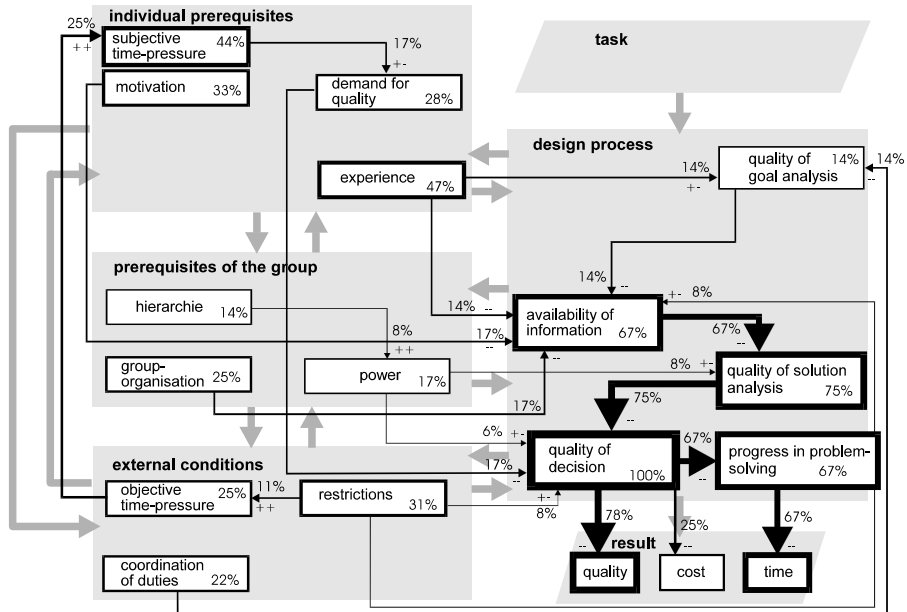 individual prerequisites
25%
++
subjective
time-pressure
44%
17%
+-
motivation
33%
demand for
quality
28%
task
design process
experience
47%
14%
+-
quality of
goal analysis
14%
14%
--
prerequisites of the group
hierarchie
14%
8%
++
14%
--
17%
--
14%
--
+-
8%
availability of
information
67%
67%
--
group-
organisation
25%
power
17%
17%
--
8%
+-
quality of solution
analysis
75%
75%
--
6%
+-
17%
--
quality of
decision
100%
67%
--
progress in problem-
solving
67%
external conditions
objective
time-pressure
25%
11%
++
restrictions
31%
+-
8%
78%
--
25%
--
67%
--
result
coordination
of duties
22%
quality
cost
time